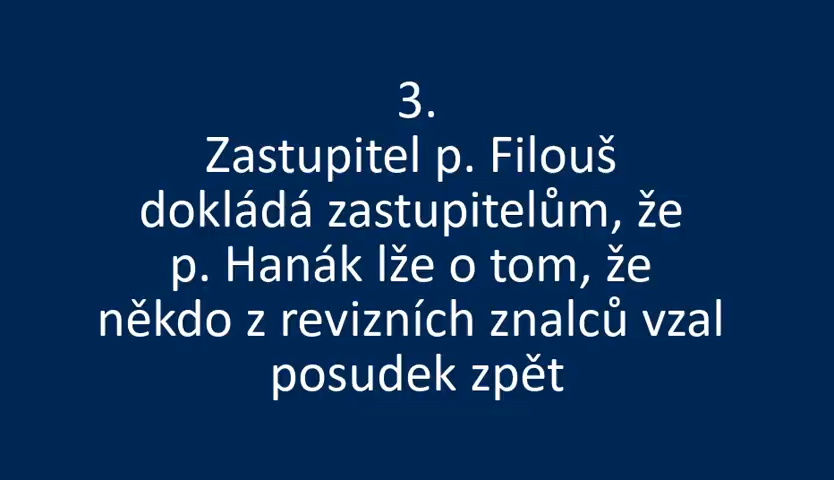 3.
Zastupitel p. Filouš
dokládá zastupitelům, že
p. Hanák lže o tom, že
někdo z revizních znalců vzal
posudek zpět